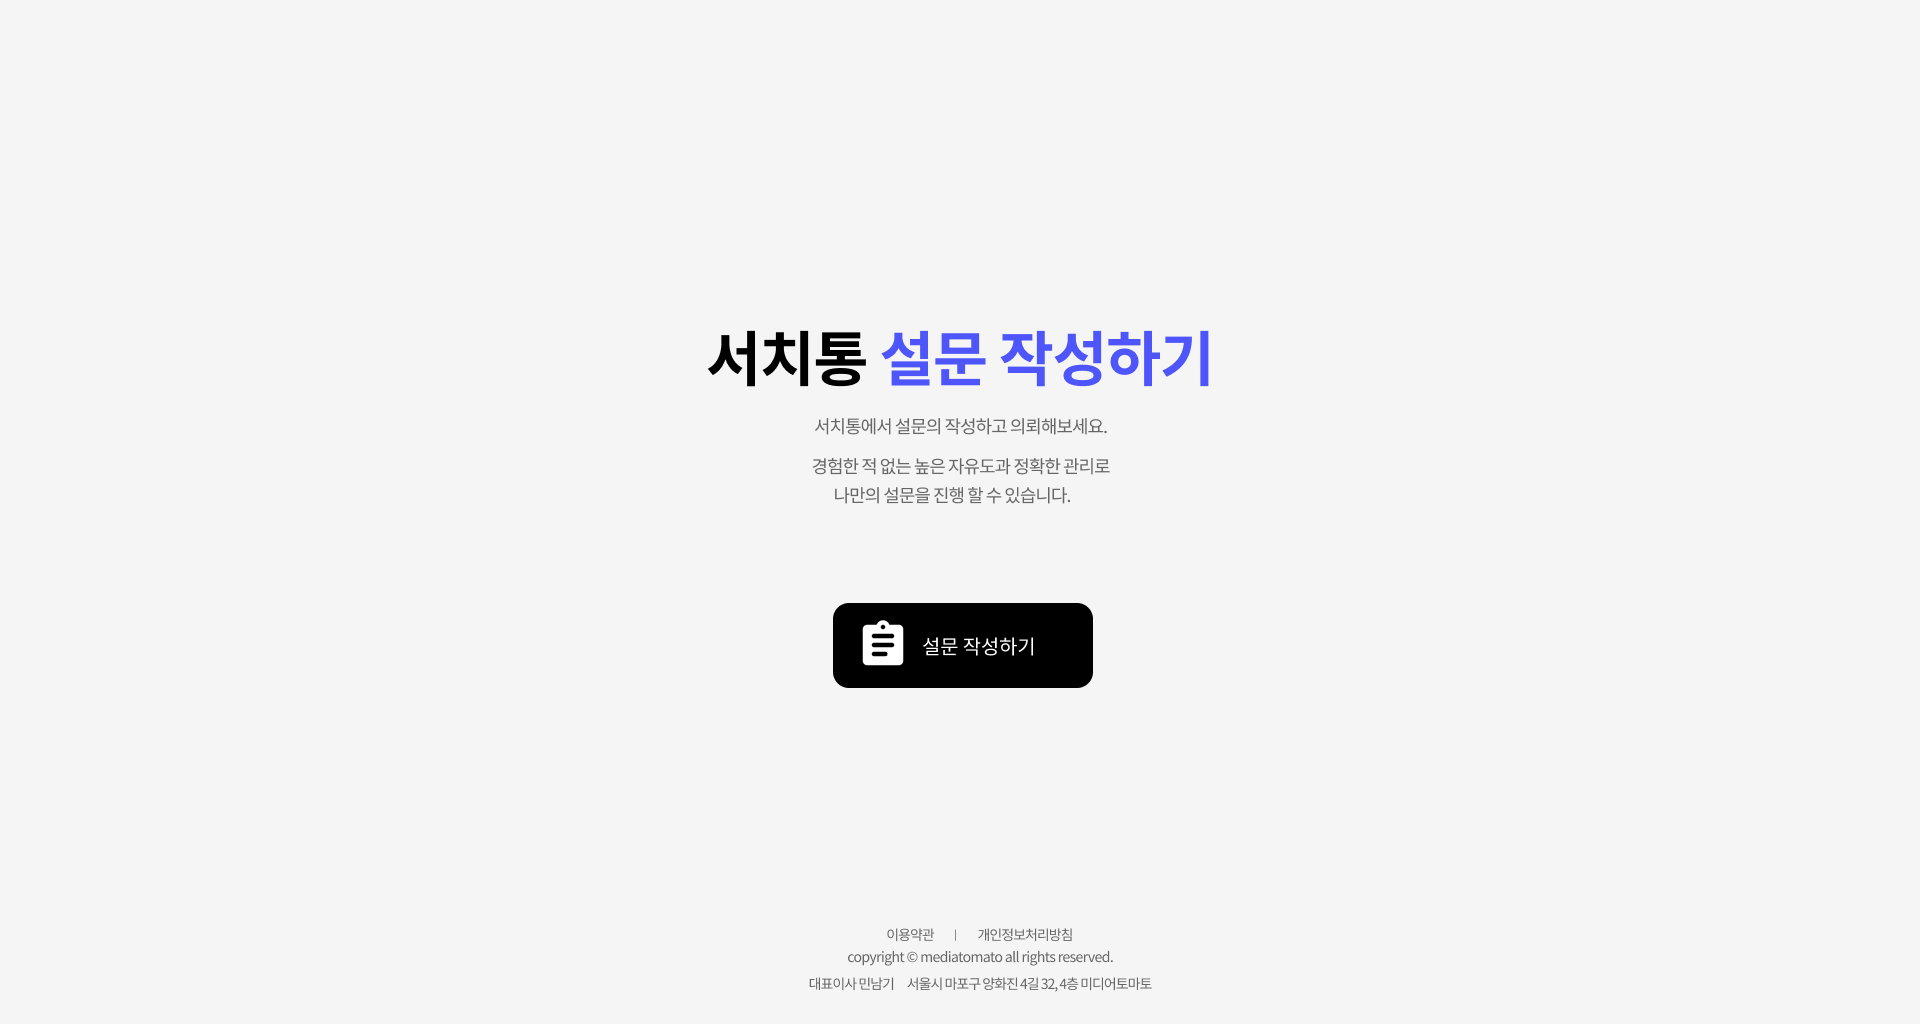 서치통 설문 작성하기
서치통에서 설문의 작성하고 의뢰해보세요.
경험한 적 없는 높은 자유도과 정확한 관리로
나만의 설문을 진행 할 수 있습니다.
설문 작성하기
이용약관 | 개인정보처리방침
copyright © mediatomato all rights reserved.
대표이사 민남기 서울시 마포구 양화진 4길 32, 4층 미디어토마토